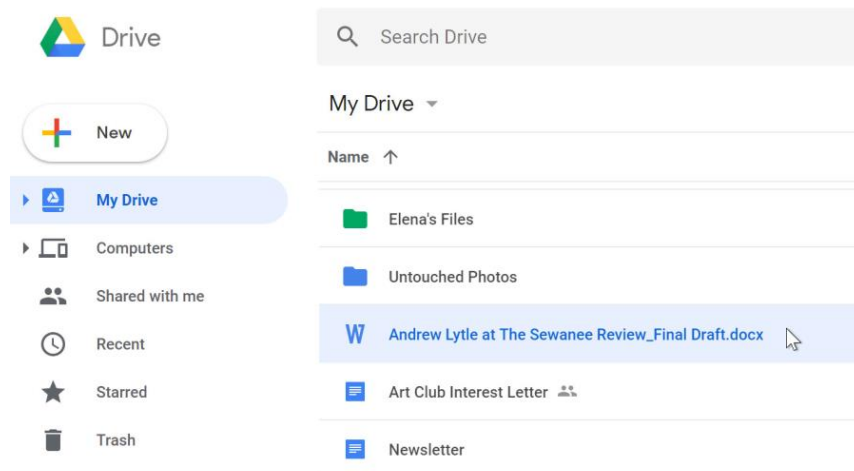 Drive
Search Drive
My Drive
New
Name
My Drive
Elena's Files
Computers
Untouched Photos
Shared with me
W Andrew Lytle at The Sewanee Review_Final Draft.docx
Recent
Starred
Art Club Interest Letter
Trash
Newsletter